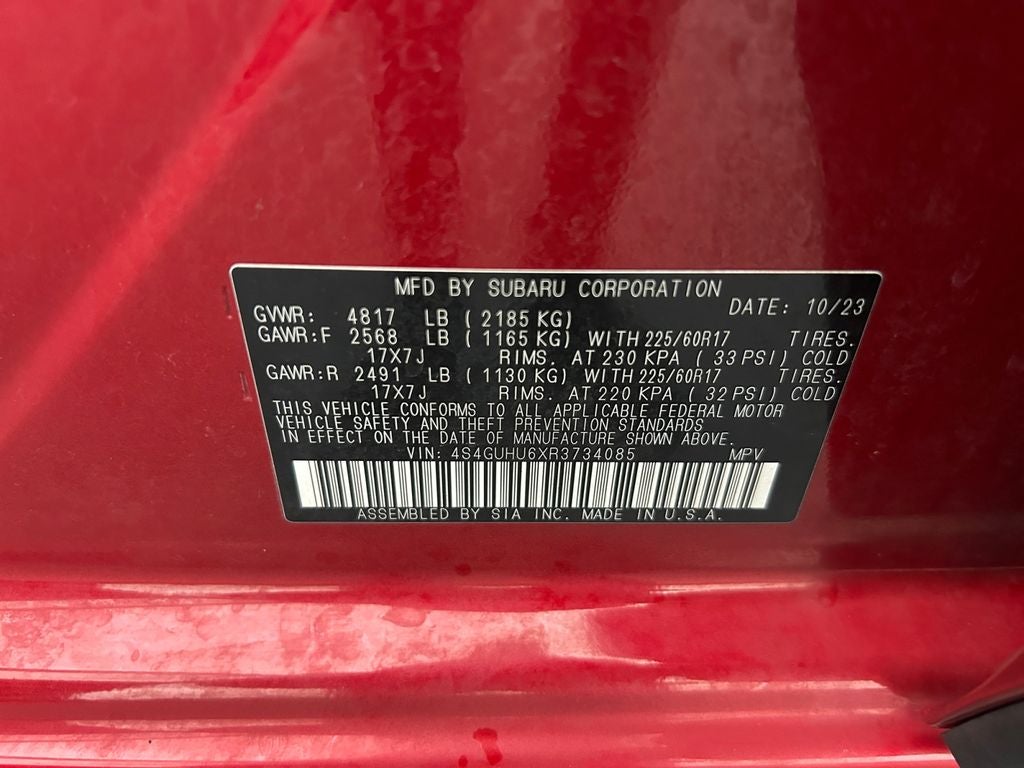 MFD BY SUBARU CORPORATION
DATE: 10/23
GVWR: 4817 LB ( 2185 KG)
GAWR:F 2568 LB ( 1165 KG) WITH 225/60R17 TIRES.
17X7J RIMS. AT 230 KPA ( 33 PSI) COLD
GAWR:R 2491 LB ( 1130 KG) WITH 225/60R17 TIRES.
17X7J RIMS. AT 220 KPA ( 32 PSI) COLD
THIS VEHICLE CONFORMS TO ALL APPLICABLE FEDERAL MOTOR
VEHICLE SAFETY AND THEFT PREVENTION STANDARDS
IN EFFECT ON THE DATE OF MANUFACTURE SHOWN ABOVE.
VIN: 4S4GUHU6XR3734085 MPV
ASSEMBLED BY SIA INC. MADE IN U.S.A.